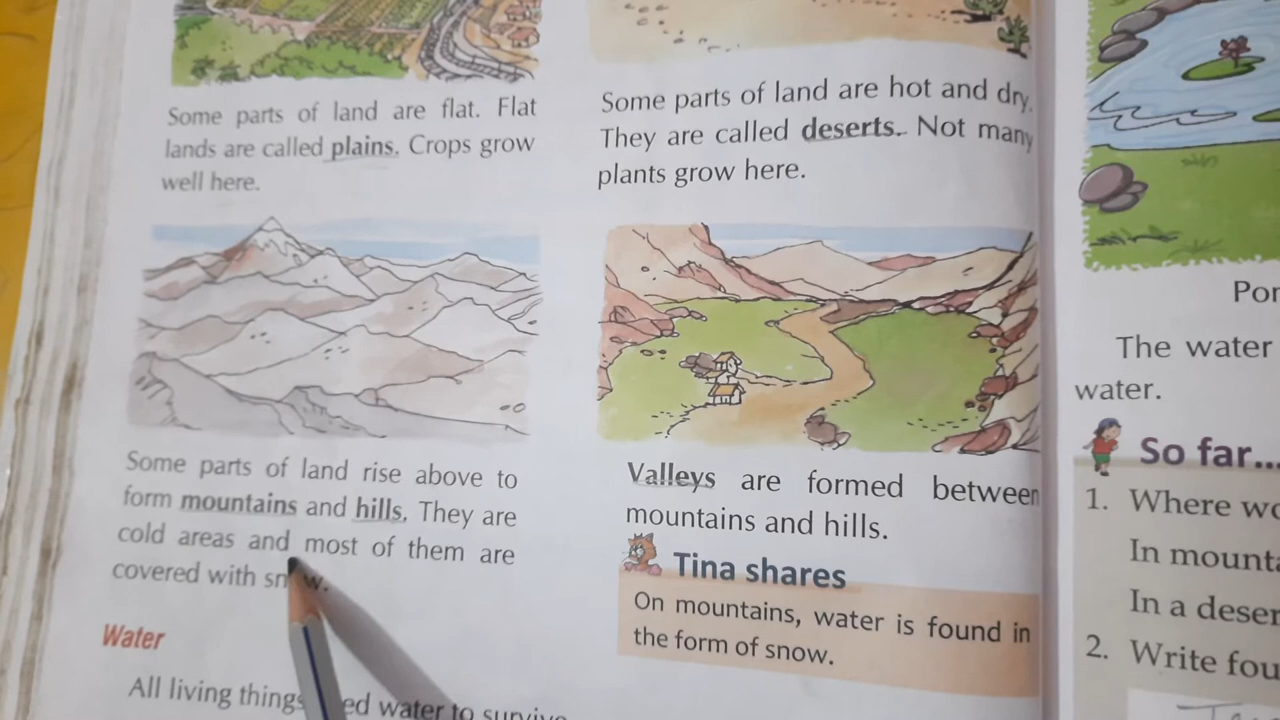 Some parts of land are flat. Flat
lands are called plains. Crops grow
well here.
Some parts of land are hot and dry.
They are called deserts. Not many
plants grow here.
Some parts of land rise above to
form mountains and hills. They are
cold areas and most of them are
covered with snow.
Valleys are formed between
mountains and hills.
Tina shares
On mountains, water is found in
the form of snow.
Water
All living things water to survive
The water
water.
So far...
1. Where
In
In a
2. Write